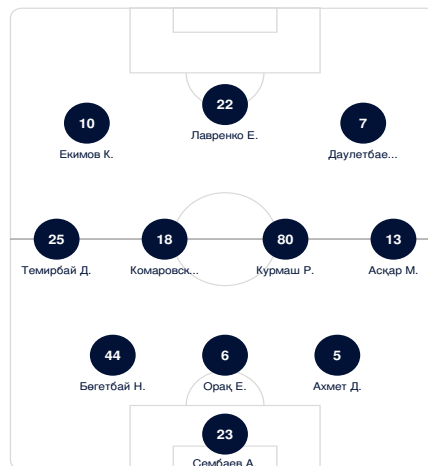 22
10
7
Лавренко Е.
Екимов К.
Даулетбае...
25
18
80
13
Темирбай Д.
Комаровск...
Курмаш Р.
Асқар М.
44
6
5
Бөгетбай Н.
Орақ Е.
Ахмет Д.
23
Сембаев А.